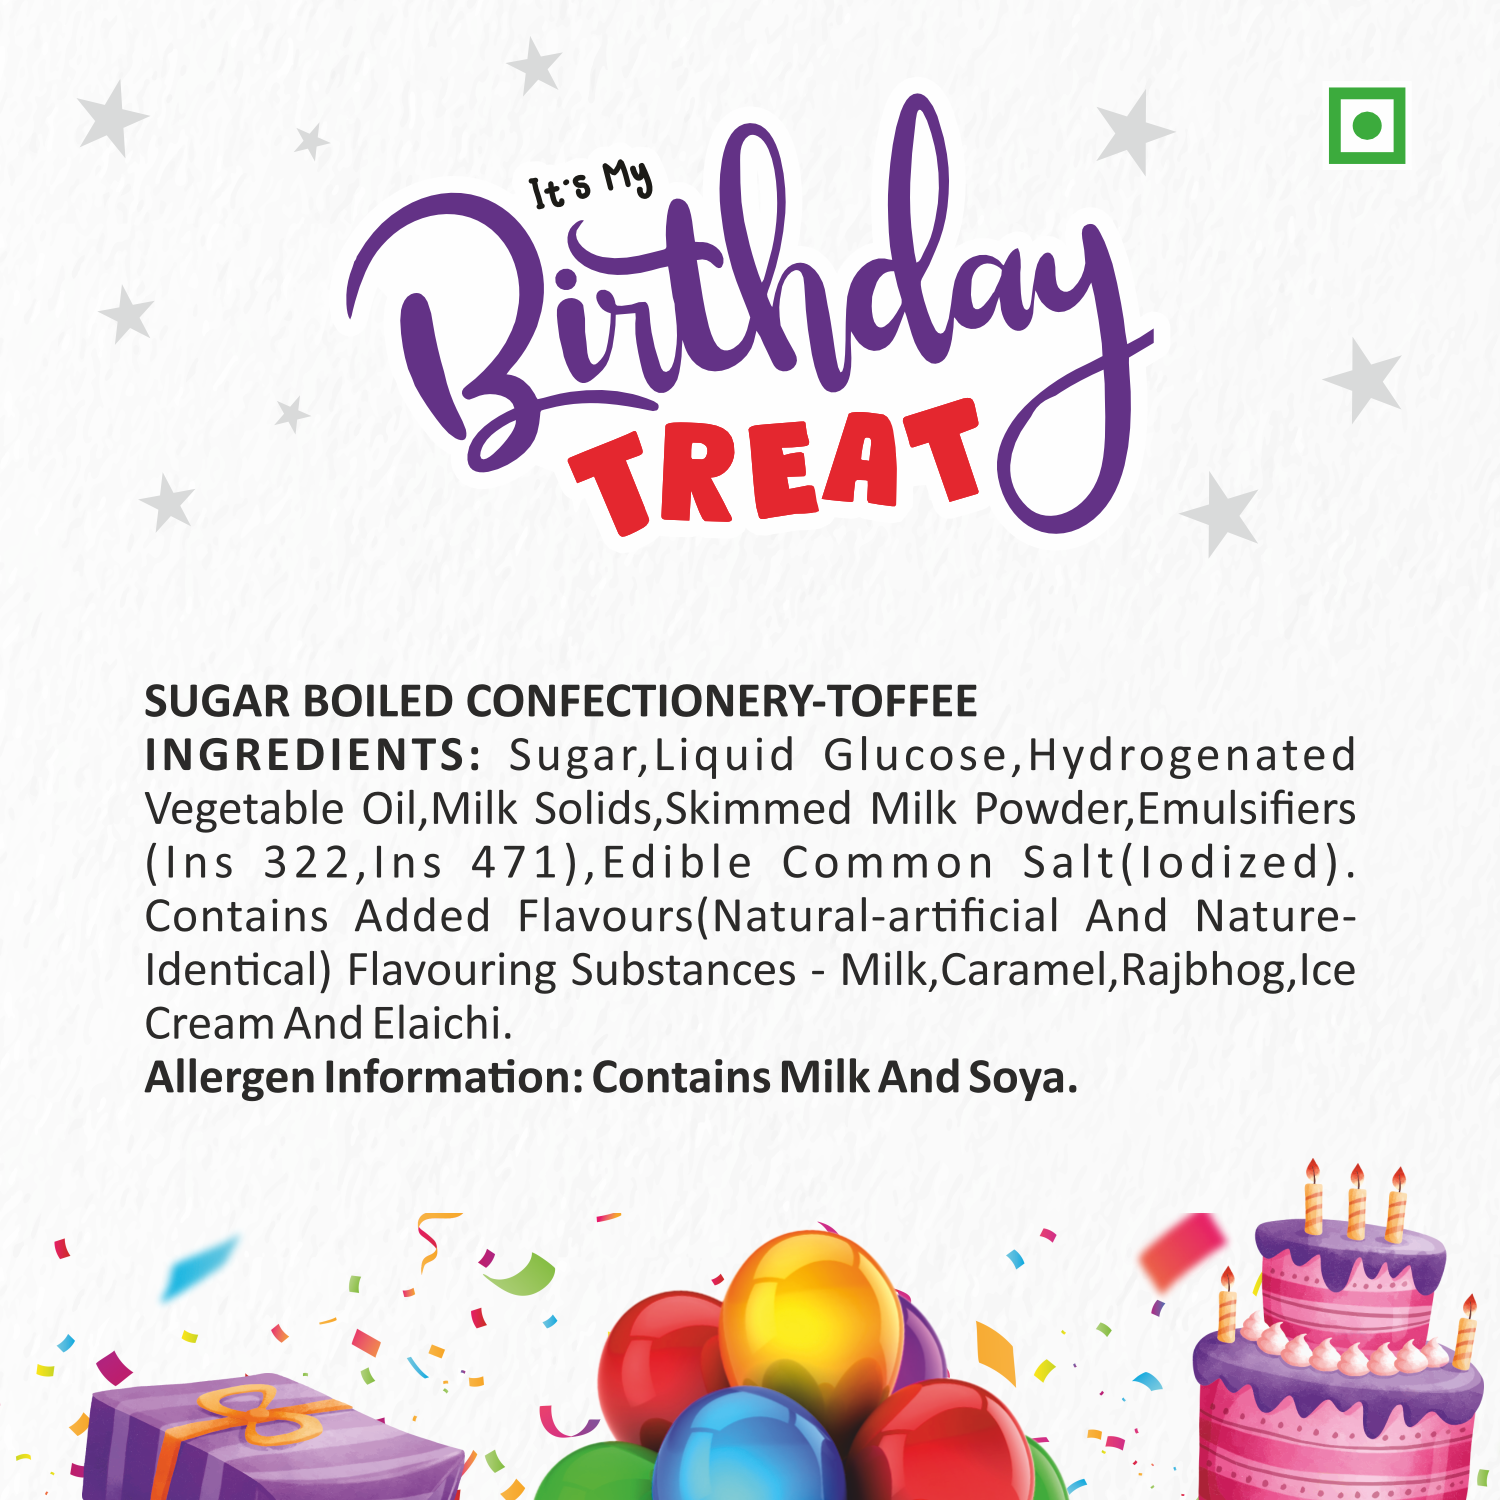 It's My
Birthday
TREAT
SUGAR BOILED CONFECTIONERY-TOFFEE
INGREDIENTS: Sugar,Liquid Glucose,Hydrogenated
Vegetable Oil,Milk Solids,Skimmed Milk Powder,Emulsifiers
(Ins 322,Ins 471),Edible Common Salt(Iodized).
Contains Added Flavours(Natural-artificial And Nature-
Identical) Flavouring Substances - Milk,Caramel,Rajbhog,Ice
Cream And Elaichi.
Allergen Information: Contains Milk And Soya.